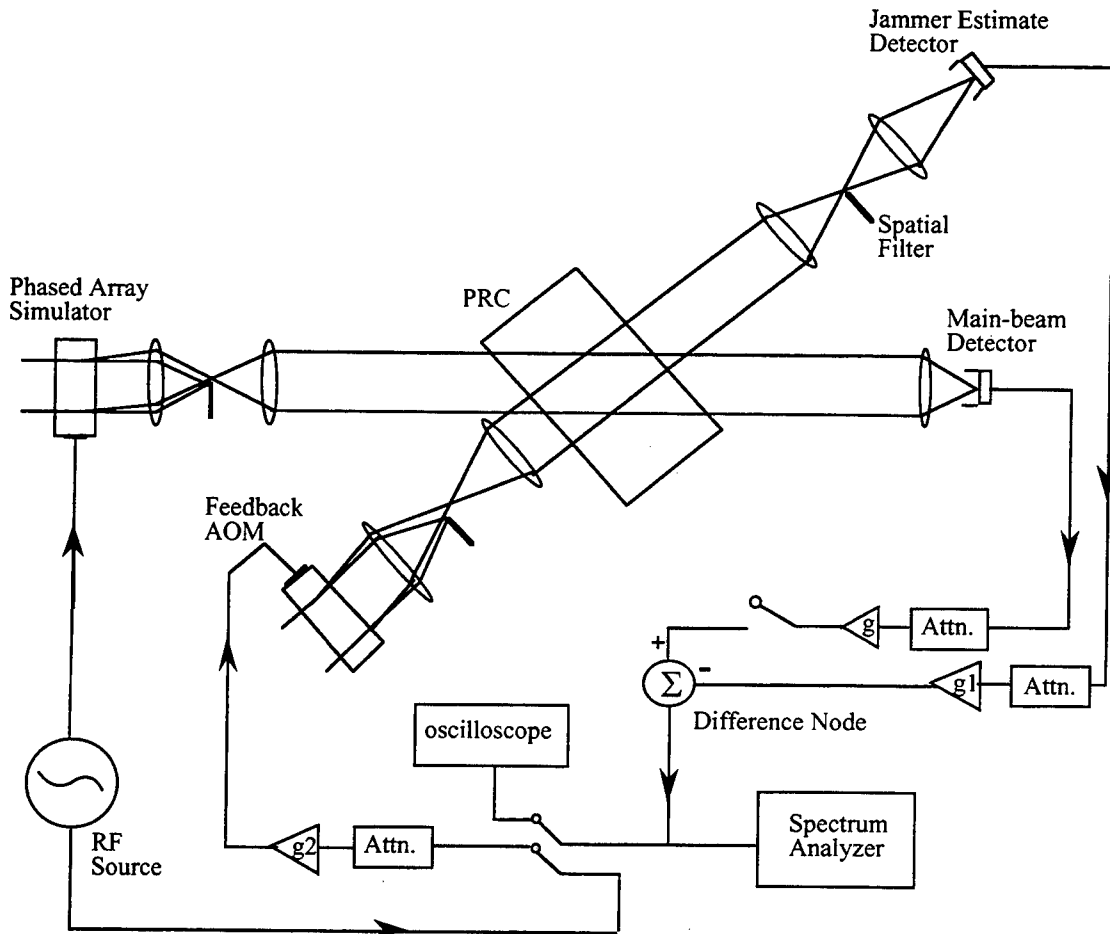 Jammer Estimate
Detector
Spatial
Filter
Phased Array
Simulator
PRC
Main-beam
Detector
Feedback
AOM
+
g
Attn.
Σ
-
g1
Attn.
Difference Node
oscilloscope
RF
Source
g2
Attn.
Spectrum
Analyzer